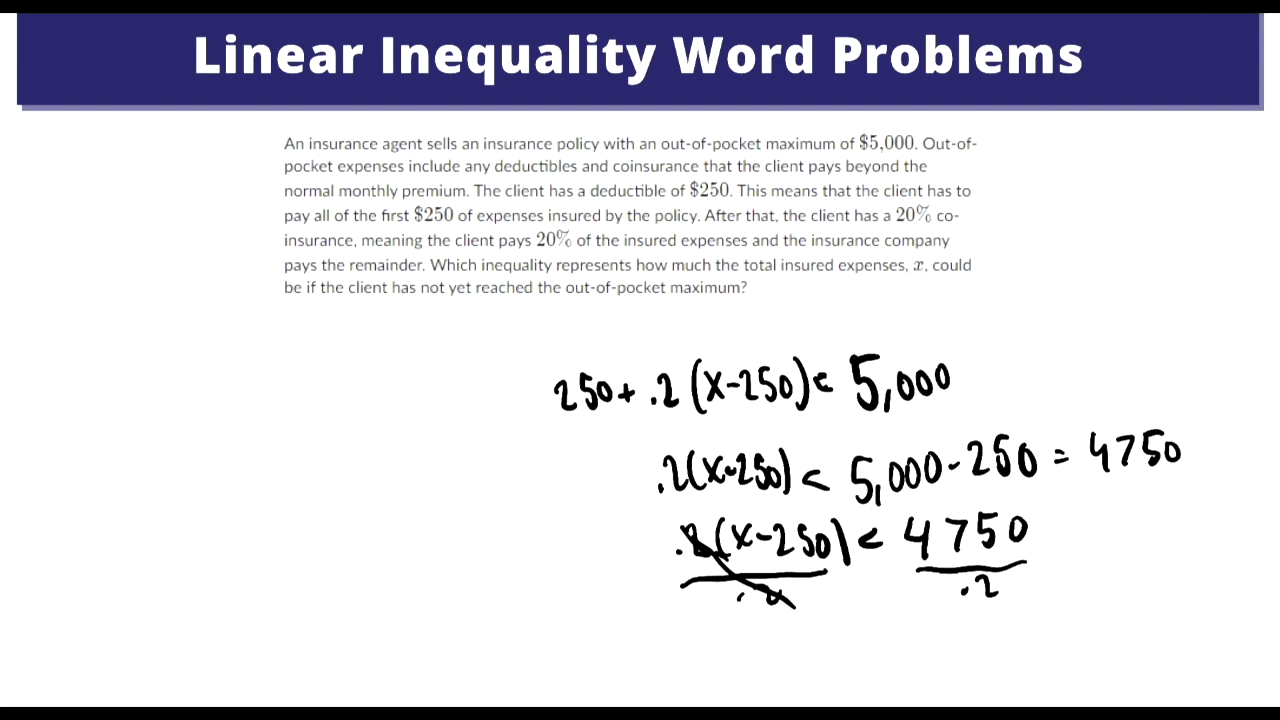 Linear Inequality Word Problems
An insurance agent sells an insurance policy with an out-of-pocket maximum of $5,000. Out-of-
pocket expenses include any deductibles and coinsurance that the client pays beyond the
normal monthly premium. The client has a deductible of $250. This means that the client has to
pay all of the first $250 of expenses insured by the policy. After that, the client has a 20% co-
insurance, meaning the client pays 20% of the insured expenses and the insurance company
pays the remainder. Which inequality represents how much the total insured expenses, x, could
be if the client has not yet reached the out-of-pocket maximum?
250+ .2(x-250)< 5,000
.2(x-250) < 5,000-250 = 4750
.2(x-250) < 4750
.2 .2